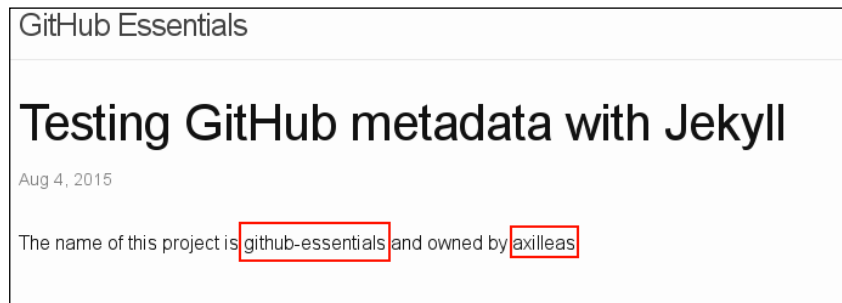 GitHub Essentials
Testing GitHub metadata with Jekyll
Aug 4, 2015
The name of this project is github-essentials and owned by axilleas